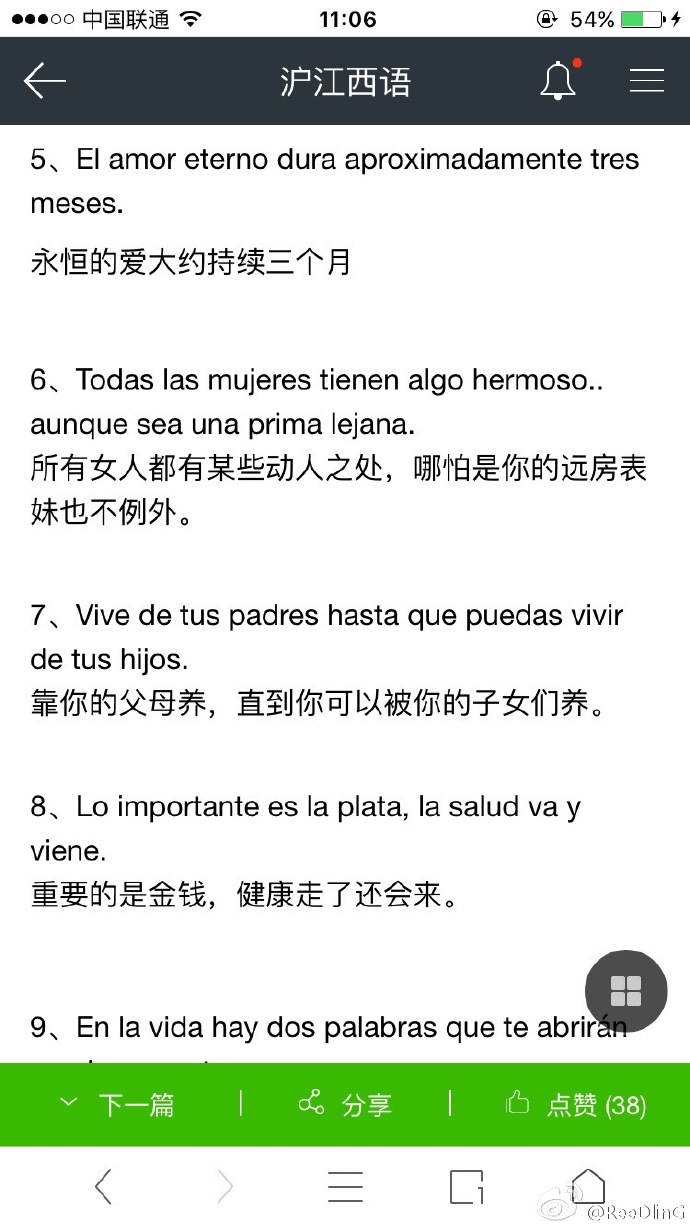 中国联通 11:06 54%
沪江西语
5、El amor eterno dura aproximadamente tres
meses.
永恒的爱大约持续三个月
6、Todas las mujeres tienen algo hermoso..
aunque sea una prima lejana.
所有女人都有某些动人之处，哪怕是你的远房表
妹也不例外。
7、Vive de tus padres hasta que puedas vivir
de tus hijos.
靠你的父母养，直到你可以被你的子女们养。
8、Lo importante es la plata, la salud va y
viene.
重要的是金钱，健康走了还会来。
9、En la vida hay dos palabras que te abrirán
下一篇 分享 点赞 (38)
1
@ReeDlinG